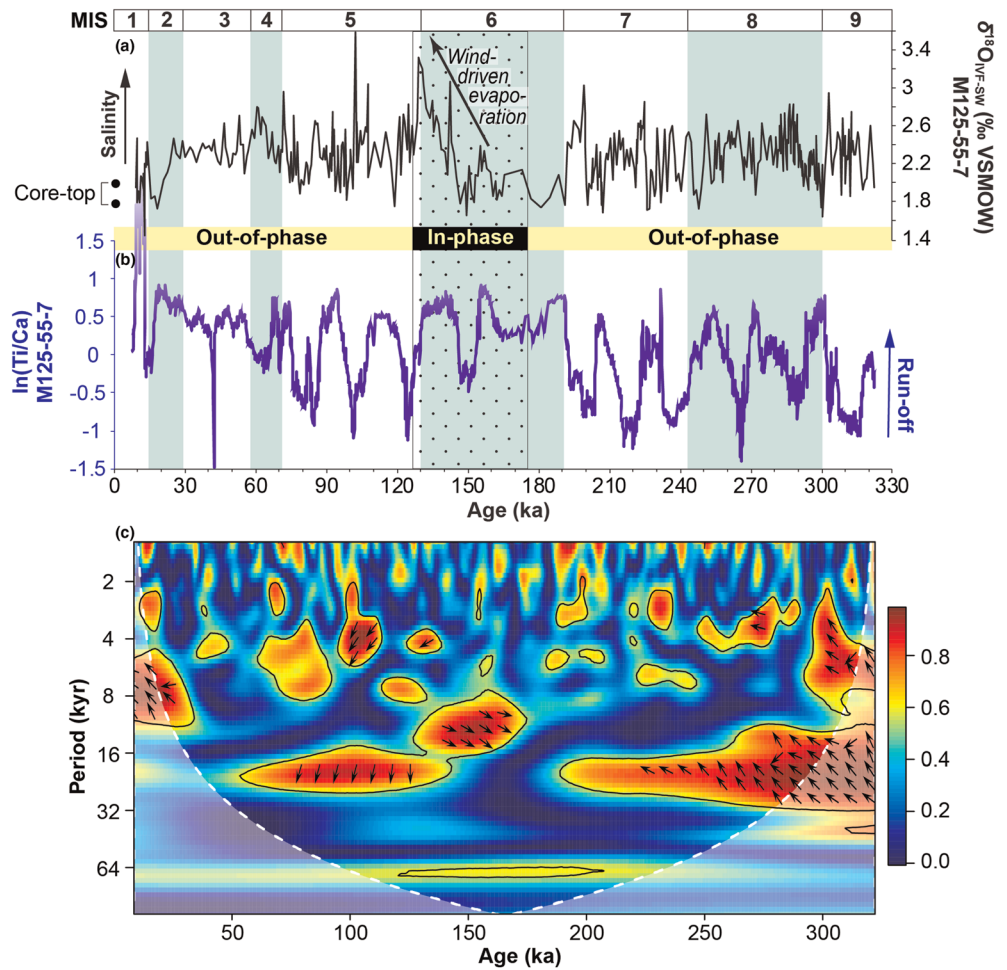 MIS 1 2 3 4 5 6 7 8 9
(a)
Salinity
Core-top
Wind-
driven
evapo-
ration
3.4
3
2.6
2.2
1.8
1.4
δ18OIVF-SW (‰ VSMOW)
M125-55-7
Out-of-phase In-phase Out-of-phase
(b)
1.5
1
0.5
0
-0.5
-1
-1.5
ln(Ti/Ca)
M125-55-7
Run-off
0 30 60 90 120 150 180 210 240 270 300 330
Age (ka)
(c)
2
4
8
16
32
64
Period (kyr)
50 100 150 200 250 300
Age (ka)
0.8
0.6
0.4
0.2
0.0